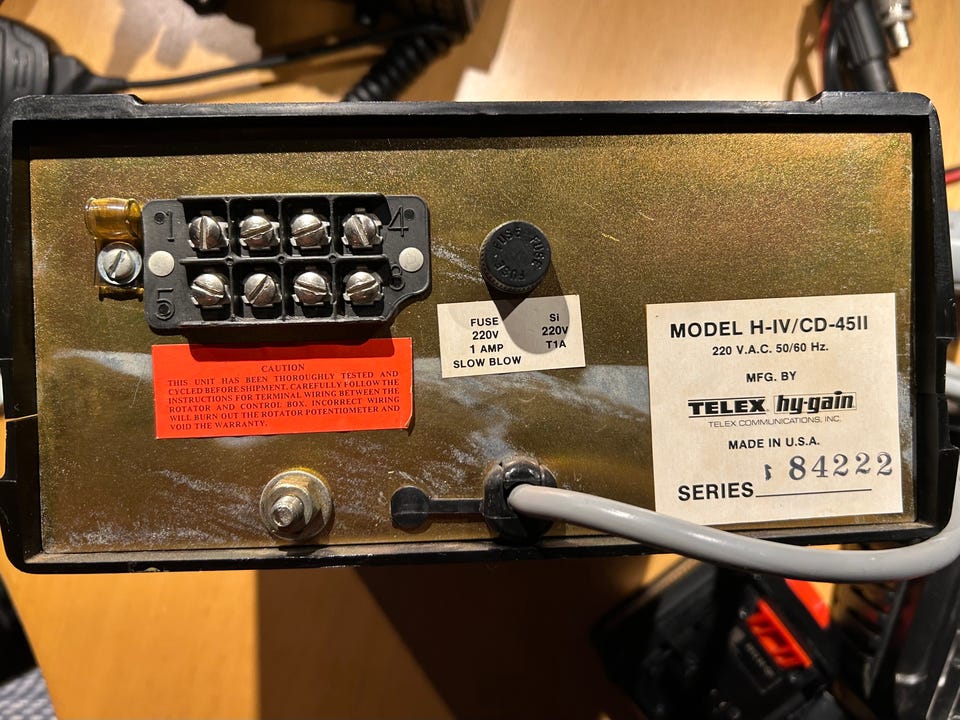 1 4
5 8
FUSE FUSE FUSE
FUSE Si
220V 220V
1 AMP T1A
SLOW BLOW
CAUTION
THIS UNIT HAS BEEN THOROUGHLY TESTED AND
CYCLED BEFORE SHIPMENT. CAREFULLY FOLLOW THE
INSTRUCTIONS FOR TERMINAL WIRING BETWEEN THE
ROTATOR AND CONTROL BOX. INCORRECT WIRING
WILL BURN OUT THE ROTATOR POTENTIOMETER AND
VOID THE WARRANTY.
MODEL H-IV/CD-45II
220 V.A.C. 50/60 Hz.
MFG. BY
TELEX hy-gain
TELEX COMMUNICATIONS, INC.
MADE IN U.S.A.
SERIES 184222